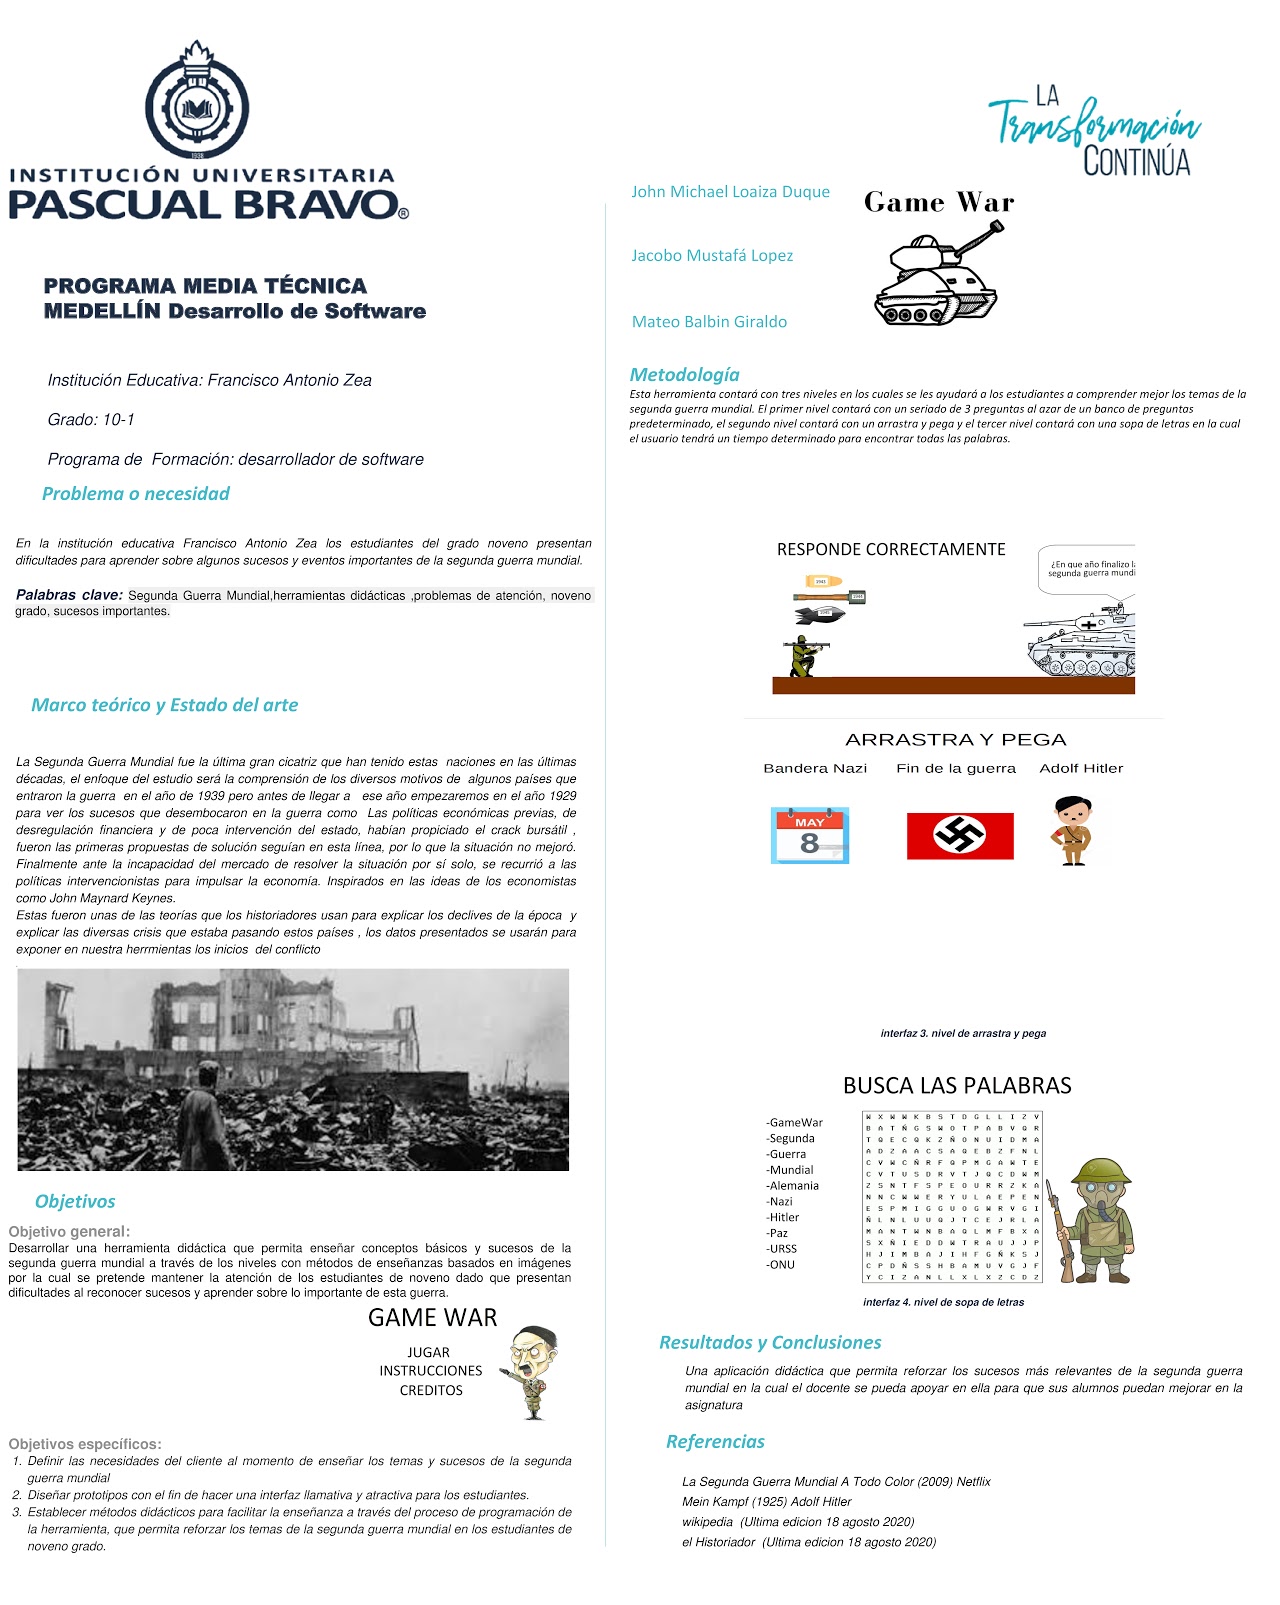 1938
INSTITUCIÓN UNIVERSITARIA
PASCUAL BRAVO®
LA
Transformación
CONTINÚA
PROGRAMA MEDIA TÉCNICA
MEDELLÍN Desarrollo de Software
Institución Educativa: Francisco Antonio Zea
Grado: 10-1
Programa de  Formación: desarrollador de software
Problema o necesidad
En la institución educativa Francisco Antonio Zea los estudiantes del grado noveno presentan
dificultades para aprender sobre algunos sucesos y eventos importantes de la segunda guerra mundial.
Palabras clave: Segunda Guerra Mundial,herramientas didácticas ,problemas de atención, noveno
grado, sucesos importantes.
Marco teórico y Estado del arte
La Segunda Guerra Mundial fue la última gran cicatriz que han tenido estas  naciones en las últimas
décadas, el enfoque del estudio será la comprensión de los diversos motivos de  algunos países que
entraron la guerra  en el año de 1939 pero antes de llegar a   ese año empezaremos en el año 1929
para ver los sucesos que desembocaron en la guerra como  Las políticas económicas previas, de
desregulación financiera y de poca intervención del estado, habían propiciado el crack bursátil ,
fueron las primeras propuestas de solución seguían en esta línea, por lo que la situación no mejoró.
Finalmente ante la incapacidad del mercado de resolver la situación por sí solo, se recurrió a las
políticas intervencionistas para impulsar la economía. Inspirados en las ideas de los economistas
como John Maynard Keynes.
Estas fueron unas de las teorías que los historiadores usan para explicar los declives de la época  y
explicar las diversas crisis que estaba pasando estos países , los datos presentados se usarán para
exponer en nuestra herrmientas los inicios  del conflicto
Objetivos
Objetivo general:
Desarrollar una herramienta didáctica que permita enseñar conceptos básicos y sucesos de la
segunda guerra mundial a través de los niveles con métodos de enseñanzas basados en imágenes
por la cual se pretende mantener la atención de los estudiantes de noveno dado que presentan
dificultades al reconocer sucesos y aprender sobre lo importante de esta guerra.
GAME WAR
JUGAR
INSTRUCCIONES
CREDITOS
Objetivos específicos:
1. Definir las necesidades del cliente al momento de enseñar los temas y sucesos de la segunda
guerra mundial
2. Diseñar prototipos con el fin de hacer una interfaz llamativa y atractiva para los estudiantes.
3. Establecer métodos didácticos para facilitar la enseñanza a través del proceso de programación de
la herramienta, que permita reforzar los temas de la segunda guerra mundial en los estudiantes de
noveno grado.
John Michael Loaiza Duque
Jacobo Mustafá Lopez
Mateo Balbin Giraldo
Game War
Metodología
Esta herramienta contará con tres niveles en los cuales se les ayudará a los estudiantes a comprender mejor los temas de la
segunda guerra mundial. El primer nivel contará con un seriado de 3 preguntas al azar de un banco de preguntas
predeterminado, el segundo nivel contará con un arrastra y pega y el tercer nivel contará con una sopa de letras en la cual
el usuario tendrá un tiempo determinado para encontrar todas las palabras.
RESPONDE CORRECTAMENTE
¿En que año finalizo l
segunda guerra mundi
1943
1944
1945
ARRASTRA Y PEGA
Bandera Nazi Fin de la guerra Adolf Hitler
MAY
8
interfaz 3. nivel de arrastra y pega
BUSCA LAS PALABRAS
-GameWar
-Segunda
-Guerra
-Mundial
-Alemania
-Nazi
-Hitler
-Paz
-URSS
-ONU
W X W W K B S T D G L L I Z V
B A T Ñ G S W O T P A B V Q R
T Q E C Q K Z Ñ O N U I D M A
A D Z A A C S A Q E B Z F N L
C V W C Ñ R F Q P M G A W T E
C V T U S D R V T J Q C D W M
Z S N T F S P E O U R R Z K A
N N C W W E R Y U L A E P E N
E S P M I G G U O G W R V G I
Ñ L N L U U Q J T C E J R L A
M A N T W N B A Q L M F B X A
S X Ñ I E D D W T R A U J J P
H J I M B A J I H F G Ñ K S J
C P D Ñ S S H B A M U V G J F
Y C I Z A N L L X L X Z C D Z
interfaz 4. nivel de sopa de letras
Resultados y Conclusiones
Una aplicación didáctica que permita reforzar los sucesos más relevantes de la segunda guerra
mundial en la cual el docente se pueda apoyar en ella para que sus alumnos puedan mejorar en la
asignatura
Referencias
La Segunda Guerra Mundial A Todo Color (2009) Netflix
Mein Kampf (1925) Adolf Hitler
wikipedia  (Ultima edicion 18 agosto 2020)
el Historiador  (Ultima edicion 18 agosto 2020)